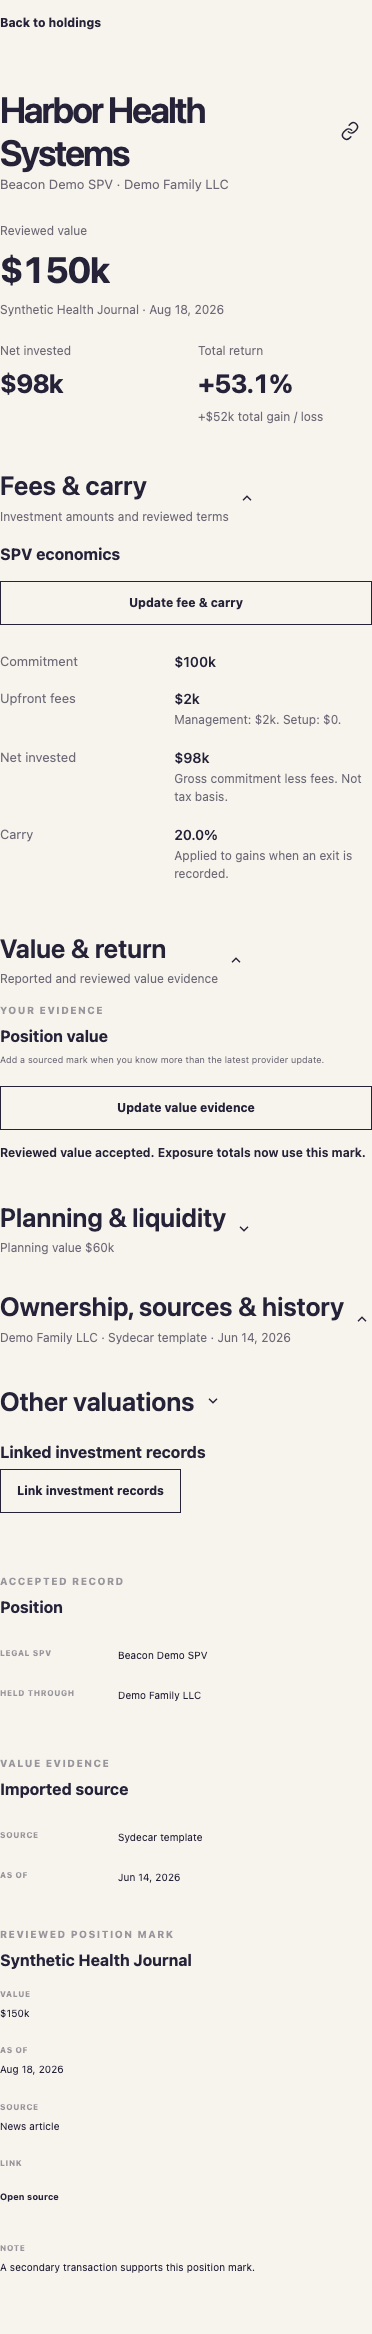 Back to holdings
Harbor Health
Systems
Beacon Demo SPV · Demo Family LLC
Reviewed value
$150k
Synthetic Health Journal · Aug 18, 2026
Net invested
Total return
$98k
+53.1%
+$52k total gain / loss
Fees & carry
Investment amounts and reviewed terms
SPV economics
Update fee & carry
Commitment
$100k
Upfront fees
$2k
Management: $2k. Setup: $0.
Net invested
$98k
Gross commitment less fees. Not
tax basis.
Carry
20.0%
Applied to gains when an exit is
recorded.
Value & return
Reported and reviewed value evidence
YOUR EVIDENCE
Position value
Add a sourced mark when you know more than the latest provider update.
Update value evidence
Reviewed value accepted. Exposure totals now use this mark.
Planning & liquidity
Planning value $60k
Ownership, sources & history
Demo Family LLC · Sydecar template · Jun 14, 2026
Other valuations
Linked investment records
Link investment records
ACCEPTED RECORD
Position
LEGAL SPV
Beacon Demo SPV
HELD THROUGH
Demo Family LLC
VALUE EVIDENCE
Imported source
SOURCE
Sydecar template
AS OF
Jun 14, 2026
REVIEWED POSITION MARK
Synthetic Health Journal
VALUE
$150k
AS OF
Aug 18, 2026
SOURCE
News article
LINK
Open source
NOTE
A secondary transaction supports this position mark.